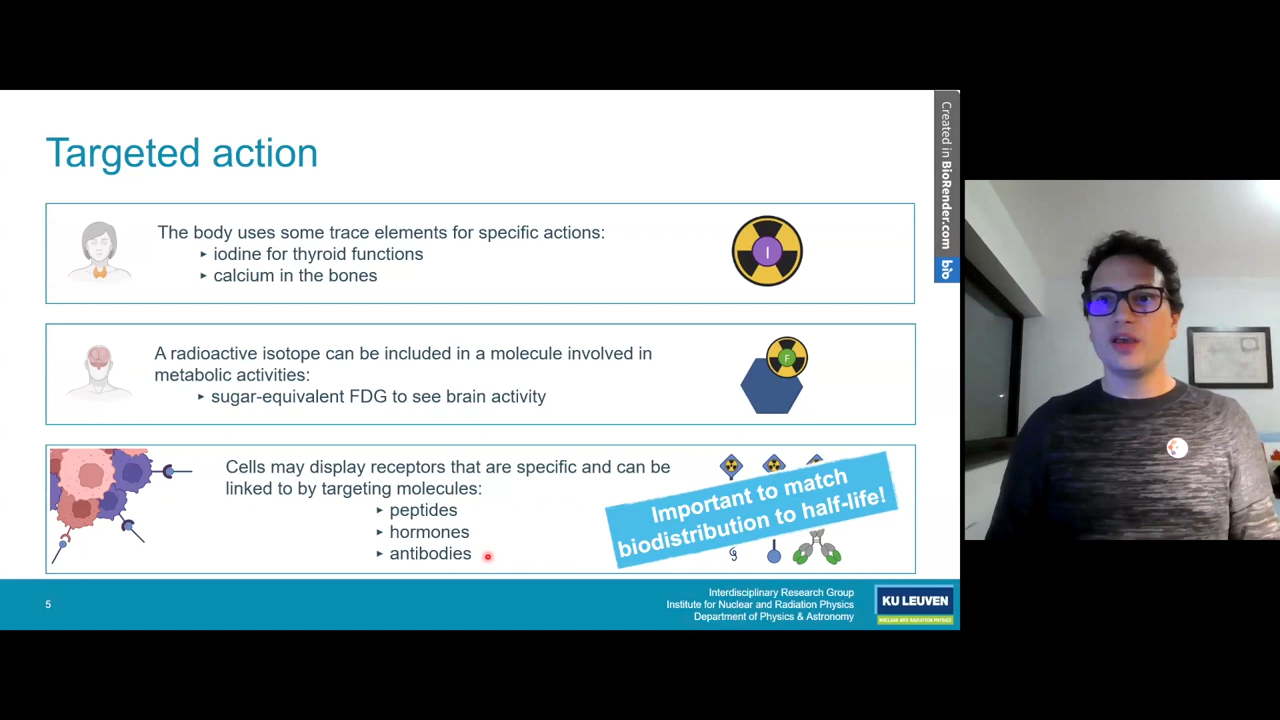 Targeted action
The body uses some trace elements for specific actions:
▸ iodine for thyroid functions
▸ calcium in the bones
I
A radioactive isotope can be included in a molecule involved in
metabolic activities:
▸ sugar-equivalent FDG to see brain activity
F
Cells may display receptors that are specific and can be
linked to by targeting molecules:
▸ peptides
▸ hormones
▸ antibodies
Important to match
biodistribution to half-life!
Created in BioRender.com bio
5
Interdisciplinary Research Group
Institute for Nuclear and Radiation Physics
Department of Physics & Astronomy
KU LEUVEN
NUCLEAR AND RADIATION PHYSICS